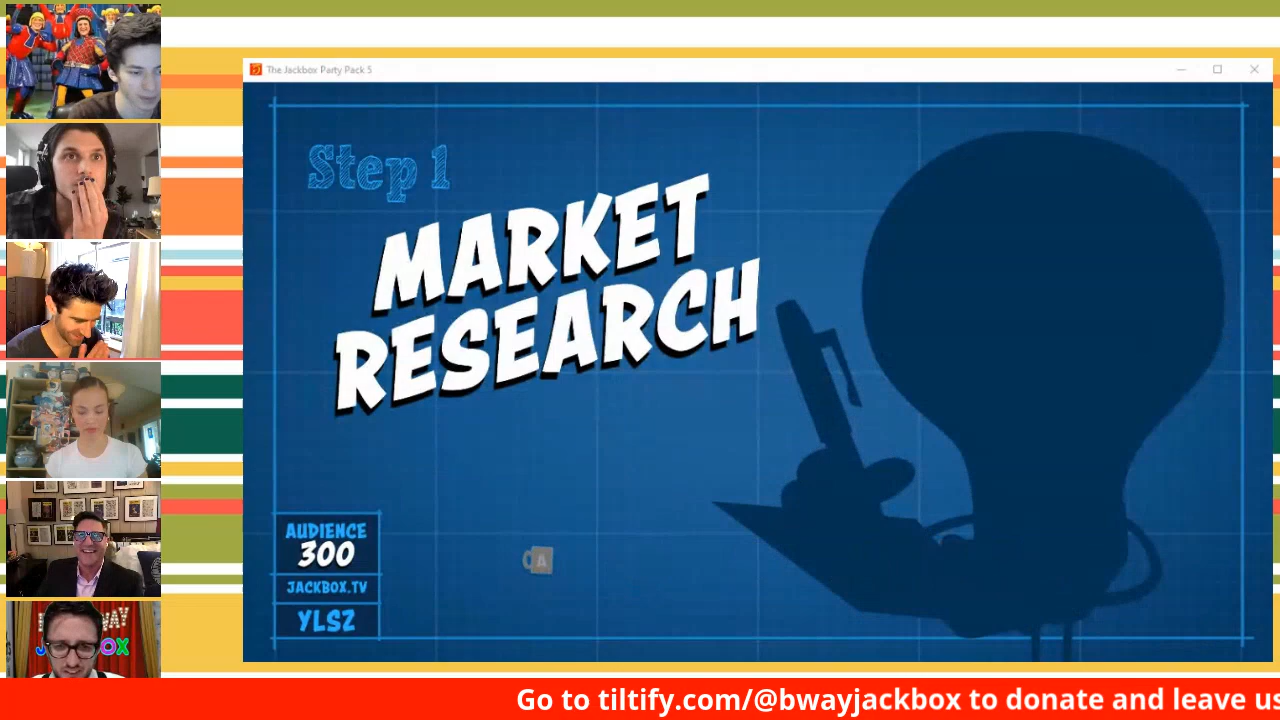 The Jackbox Party Pack 5
Step 1
MARKET
RESEARCH
AUDIENCE
300
JACKBOX.TV
YLSZ
A
Go to tiltify.com/@bwayjackbox to donate and leave us